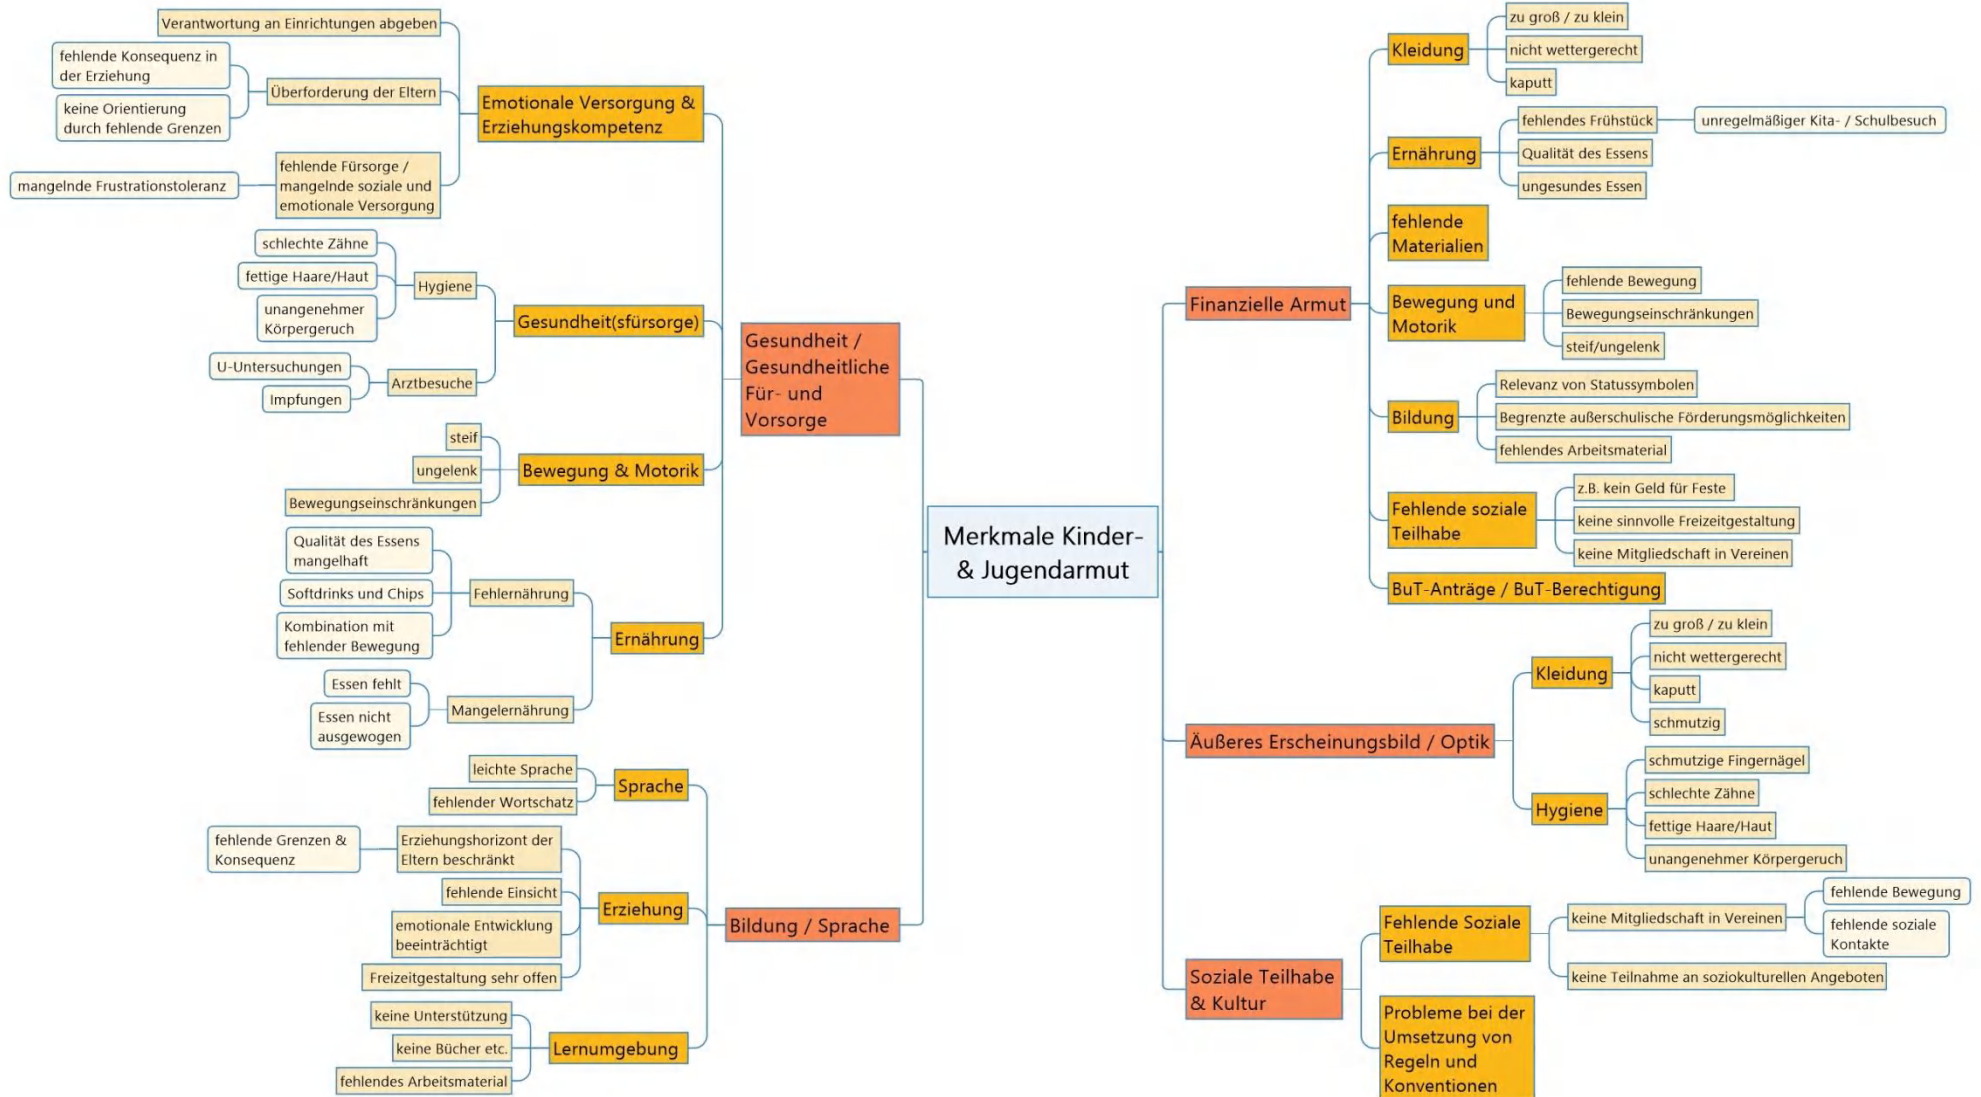 Merkmale Kinder-
& Jugendarmut
Gesundheit /
Gesundheitliche
Für- und
Vorsorge
Emotionale Versorgung &
Erziehungskompetenz
Verantwortung an Einrichtungen abgeben
Überforderung der Eltern
fehlende Konsequenz in
der Erziehung
keine Orientierung
durch fehlende Grenzen
fehlende Fürsorge /
mangelnde soziale und
emotionale Versorgung
mangelnde Frustrationstoleranz
Gesundheit(sfürsorge)
Hygiene
schlechte Zähne
fettige Haare/Haut
unangenehmer
Körpergeruch
Arztbesuche
U-Untersuchungen
Impfungen
Bewegung & Motorik
steif
ungelenk
Bewegungseinschränkungen
Ernährung
Fehlernährung
Qualität des Essens
mangelhaft
Softdrinks und Chips
Kombination mit
fehlender Bewegung
Mangelernährung
Essen fehlt
Essen nicht
ausgewogen
Bildung / Sprache
Sprache
leichte Sprache
fehlender Wortschatz
Erziehung
Erziehungshorizont der
Eltern beschränkt
fehlende Grenzen &
Konsequenz
fehlende Einsicht
emotionale Entwicklung
beeinträchtigt
Freizeitgestaltung sehr offen
Lernumgebung
keine Unterstützung
keine Bücher etc.
fehlendes Arbeitsmaterial
Finanzielle Armut
Kleidung
zu groß / zu klein
nicht wettergerecht
kaputt
Ernährung
fehlendes Frühstück
unregelmäßiger Kita- / Schulbesuch
Qualität des Essens
ungesundes Essen
fehlende
Materialien
Bewegung und
Motorik
fehlende Bewegung
Bewegungseinschränkungen
steif/ungelenk
Bildung
Relevanz von Statussymbolen
Begrenzte außerschulische Förderungsmöglichkeiten
fehlendes Arbeitsmaterial
Fehlende soziale
Teilhabe
z.B. kein Geld für Feste
keine sinnvolle Freizeitgestaltung
keine Mitgliedschaft in Vereinen
BuT-Anträge / BuT-Berechtigung
Äußeres Erscheinungsbild / Optik
Kleidung
zu groß / zu klein
nicht wettergerecht
kaputt
schmutzig
Hygiene
schmutzige Fingernägel
schlechte Zähne
fettige Haare/Haut
unangenehmer Körpergeruch
Soziale Teilhabe
& Kultur
Fehlende Soziale
Teilhabe
keine Mitgliedschaft in Vereinen
fehlende Bewegung
fehlende soziale
Kontakte
keine Teilnahme an soziokulturellen Angeboten
Probleme bei der
Umsetzung von
Regeln und
Konventionen